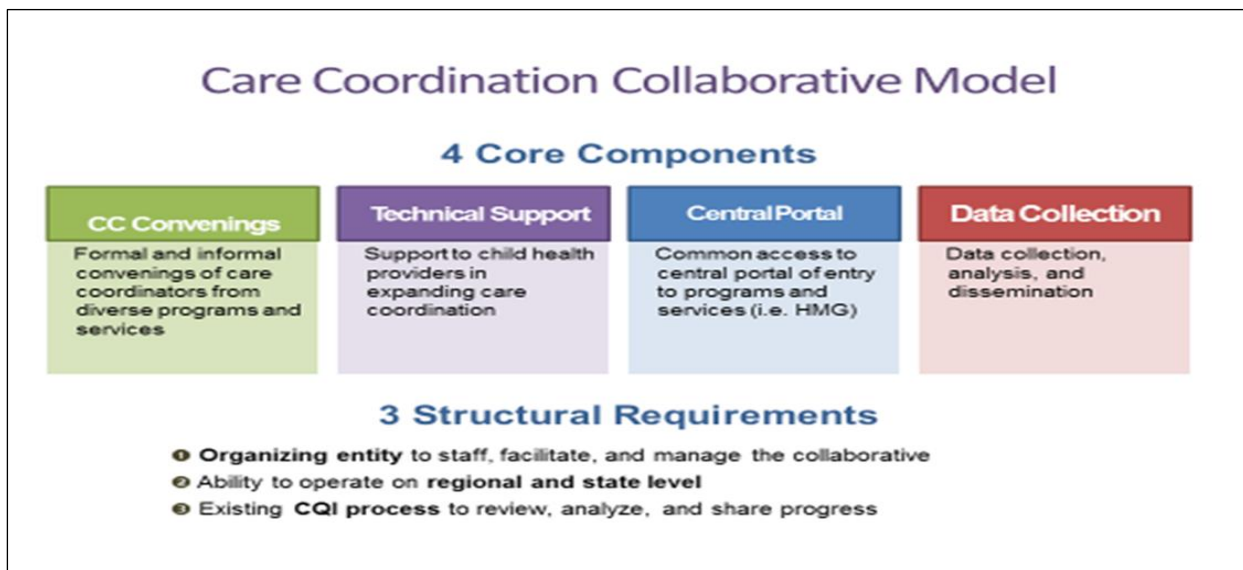 Care Coordination Collaborative Model
4 Core Components
CC Convenings
Formal and informal
convenings of care
coordinators from
diverse programs and
services
Technical Support
Support to child health
providers in
expanding care
coordination
Central Portal
Common access to
central portal of entry
to programs and
services (i.e. HMG)
Data Collection
Data collection,
analysis, and
dissemination
3 Structural Requirements
❶ Organizing entity to staff, facilitate, and manage the collaborative
❷ Ability to operate on regional and state level
❸ Existing CQI process to review, analyze, and share progress